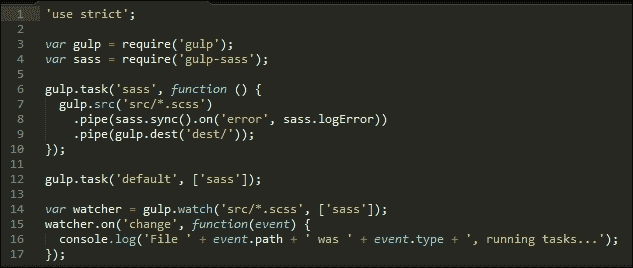 1 'use strict';
2
3 var gulp = require('gulp');
4 var sass = require('gulp-sass');
5
6 gulp.task('sass', function () {
7   gulp.src('src/*.scss')
8     .pipe(sass.sync().on('error', sass.logError))
9     .pipe(gulp.dest('dest/'));
10 });
11
12 gulp.task('default', ['sass']);
13
14 var watcher = gulp.watch('src/*.scss', ['sass']);
15 watcher.on('change', function(event) {
16   console.log('File ' + event.path + ' was ' + event.type + ', running tasks...');
17 });